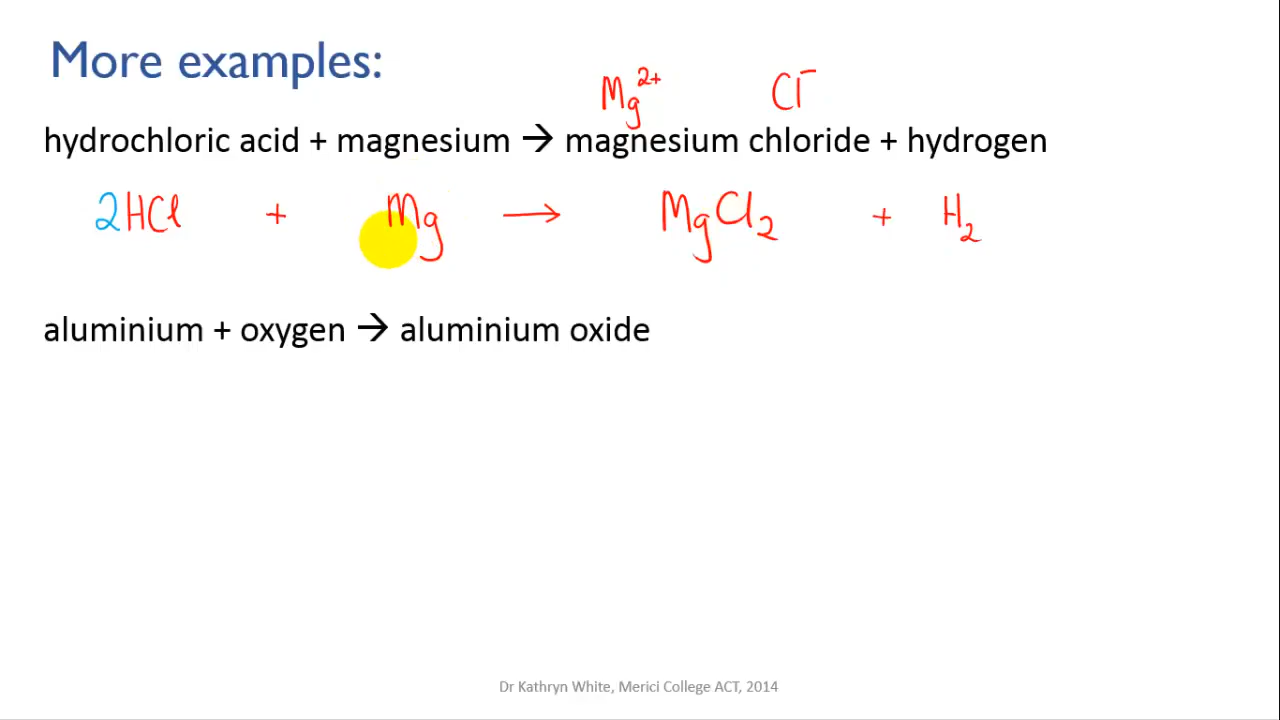 More examples:
Mg²⁺ Cl⁻
hydrochloric acid + magnesium → magnesium chloride + hydrogen
2HCl + Mg → MgCl₂ + H₂
aluminium + oxygen → aluminium oxide
Dr Kathryn White, Merici College ACT, 2014